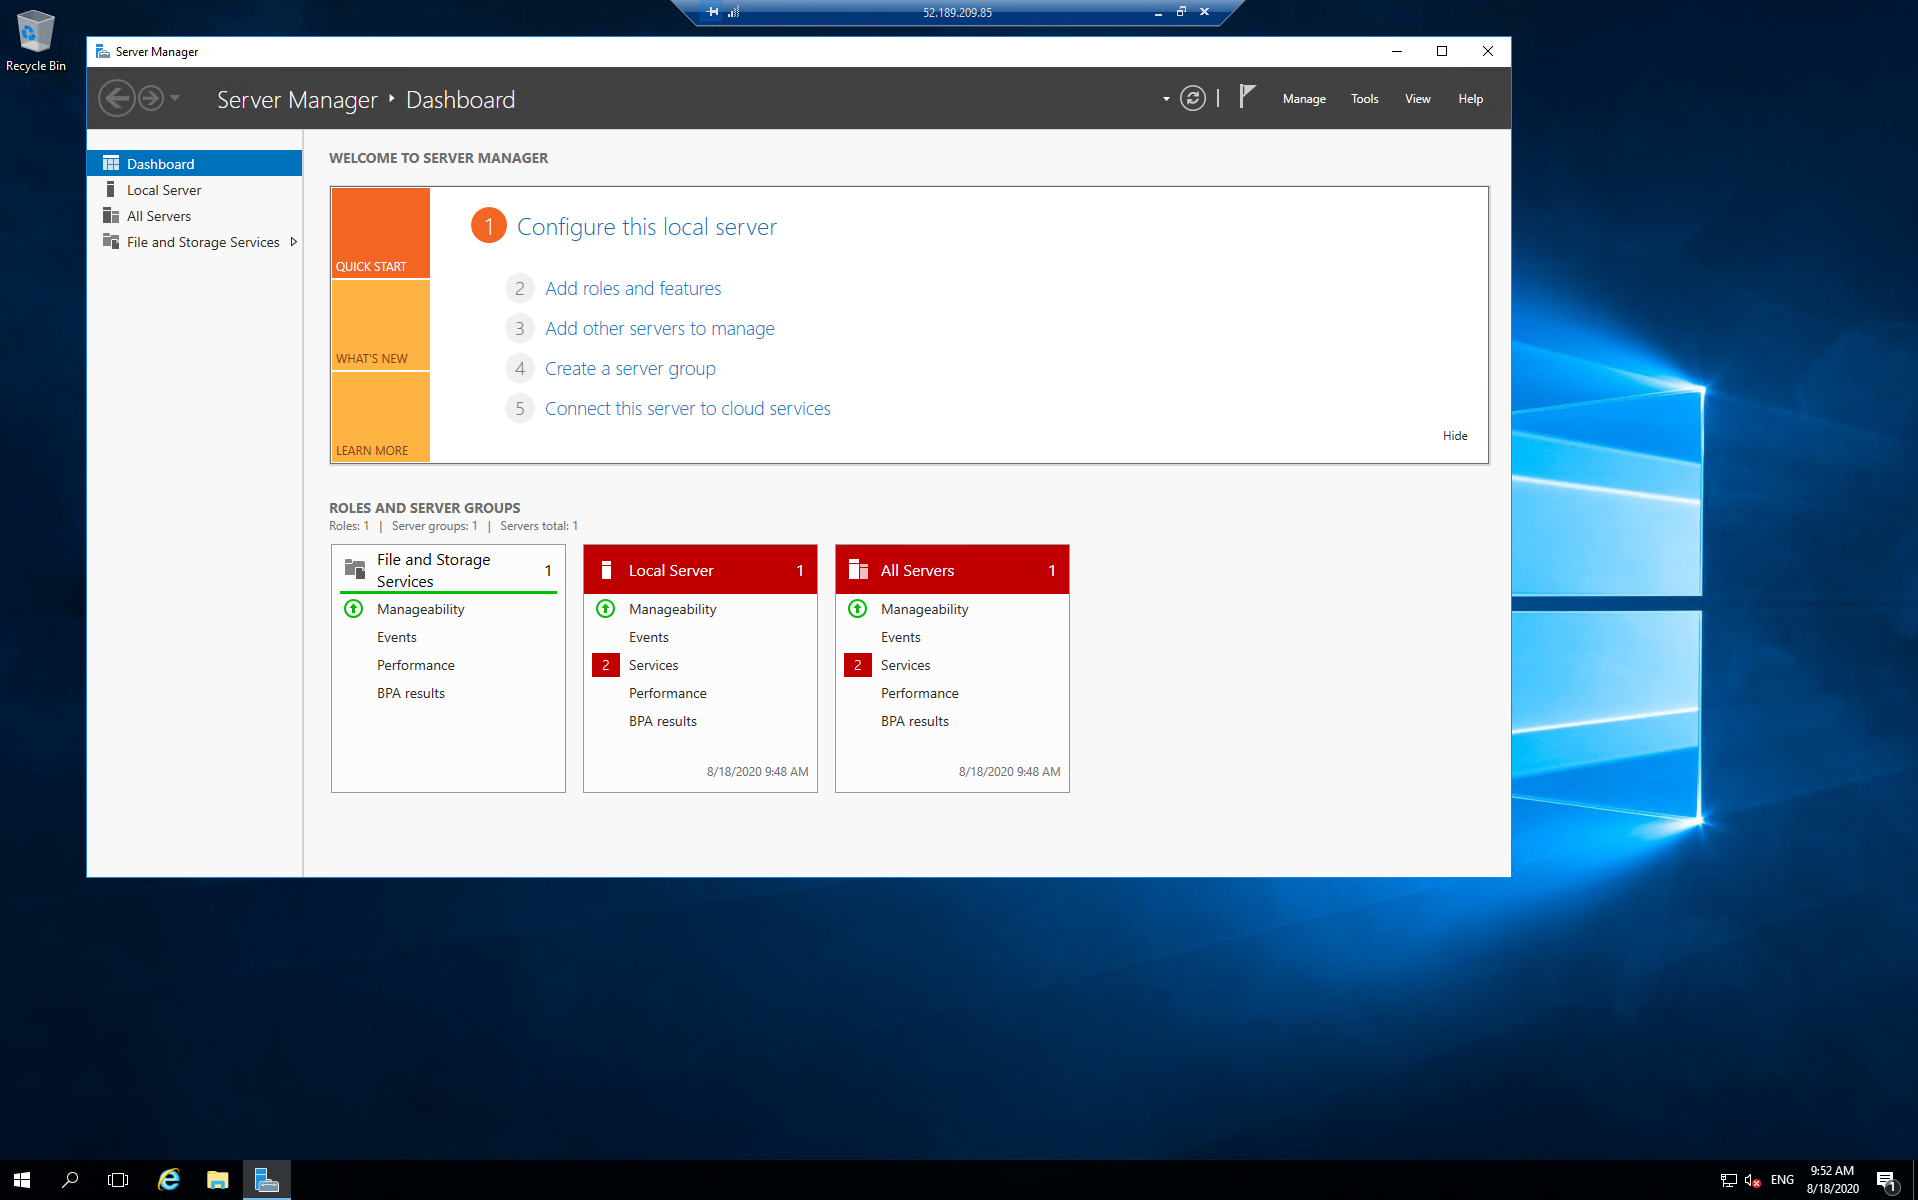 52.189.209.85
Recycle Bin
Server Manager
Server Manager Dashboard
Manage Tools View Help
Dashboard
Local Server
All Servers
File and Storage Services
WELCOME TO SERVER MANAGER
QUICK START
WHAT'S NEW
LEARN MORE
1 Configure this local server
2 Add roles and features
3 Add other servers to manage
4 Create a server group
5 Connect this server to cloud services
Hide
ROLES AND SERVER GROUPS
Roles: 1 | Server groups: 1 | Servers total: 1
File and Storage
Services 1
Manageability
Events
Performance
BPA results
Local Server 1
Manageability
Events
2 Services
Performance
BPA results
8/18/2020 9:48 AM
All Servers 1
Manageability
Events
2 Services
Performance
BPA results
8/18/2020 9:48 AM
ENG
9:52 AM
8/18/2020
1